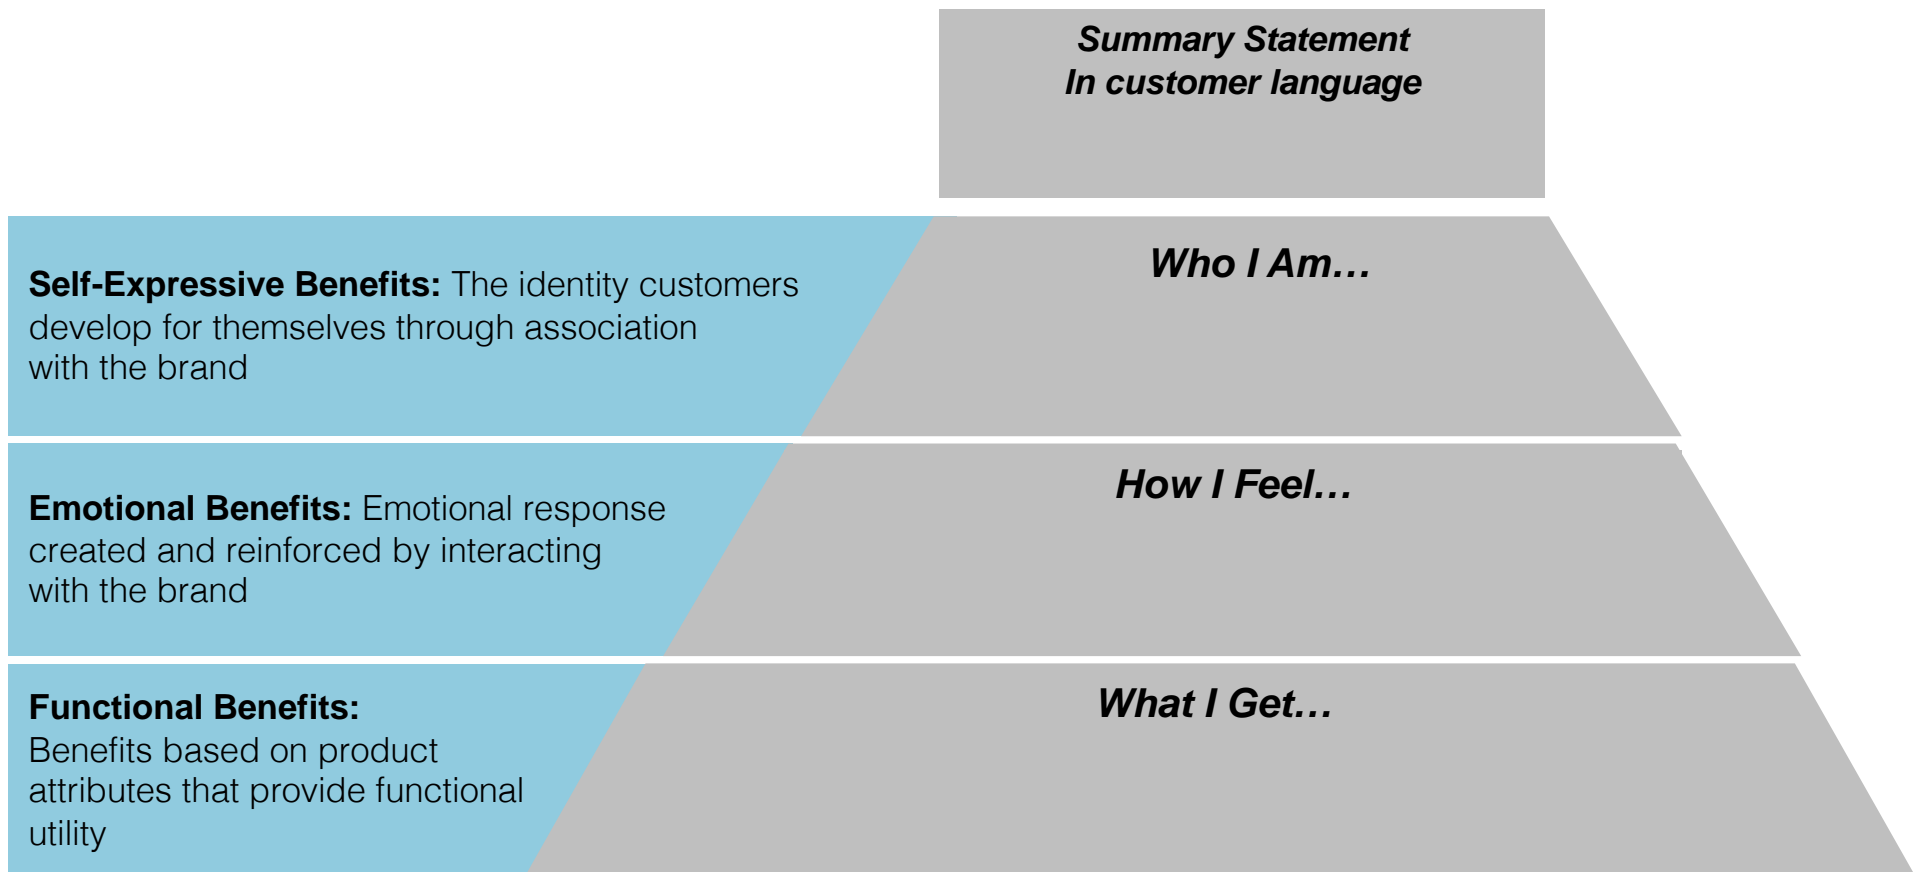 Summary Statement
In customer language
Who I Am…
Self-Expressive Benefits: The identity customers
develop for themselves through association
with the brand
How I Feel…
Emotional Benefits: Emotional response
created and reinforced by interacting
with the brand
What I Get…
Functional Benefits:
Benefits based on product
attributes that provide functional
utility